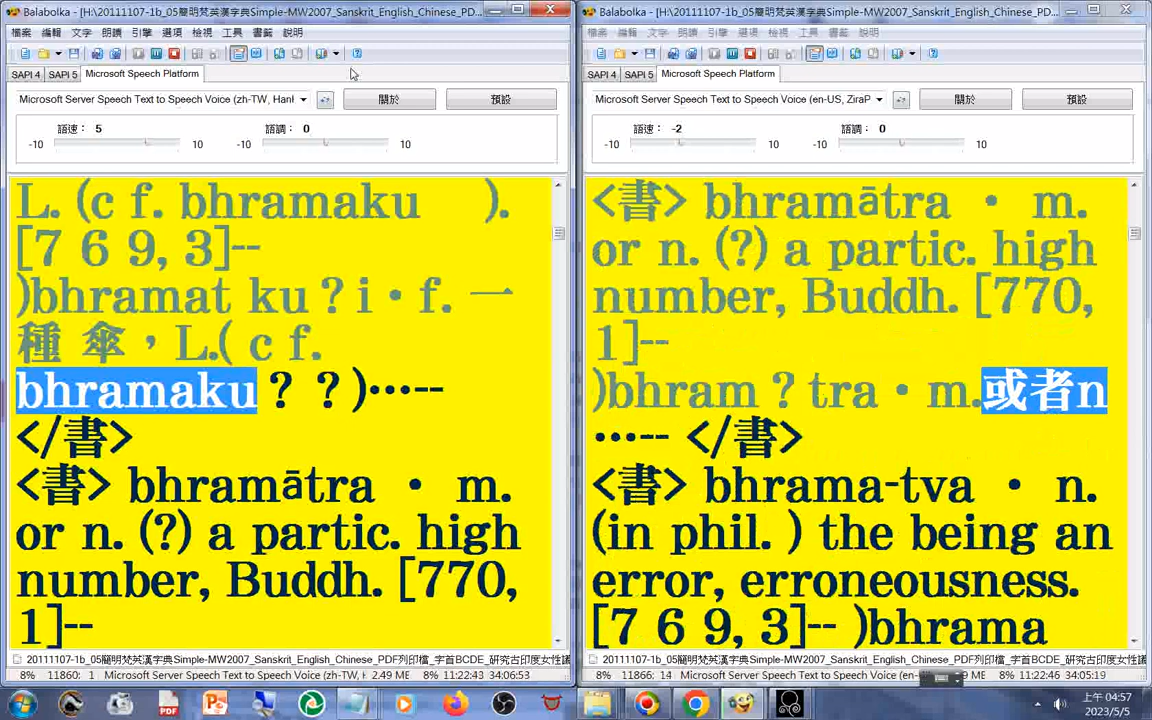 Balabolka - [H:\20111107-1b_05簡明梵英漢字典Simple-MW2007_Sanskrit_English_Chinese_PD...
檔案 編輯 文字 朗讀 引擎 選項 檢視 工具 書籤 說明
SAPI 4 SAPI 5 Microsoft Speech Platform
Microsoft Server Speech Text to Speech Voice (zh-TW, Hanl 關於 預設
語速： 5 語調： 0
-10 10 -10 10
L. (c f. bhramaku ).
[7 6 9, 3]--
)bhramat ku？i・f. 一
種 傘，L.( c f.
bhramaku？？)…--
</書>
<書> bhramātra ・ m.
or n. (?) a partic. high
number, Buddh. [770,
1]--
20111107-1b_05簡明梵英漢字典Simple-MW2007_Sanskrit_English_Chinese_PDF列印檔_字首BCDE_研究古印度女性議
8% 11860: 1 Microsoft Server Speech Text to Speech Voice (zh-TW, H 2.49 ME 8% 11:22:43 34:06:53
Balabolka - [H:\20111107-1b_05簡明梵英漢字典Simple-MW2007_Sanskrit_English_Chinese_PD...
檔案 編輯 文字 朗讀 引擎 選項 檢視 工具 書籤 說明
SAPI 4 SAPI 5 Microsoft Speech Platform
Microsoft Server Speech Text to Speech Voice (en-US, ZiraP 關於 預設
語速： -2 語調： 0
-10 10 -10 10
<書> bhramātra ・ m.
or n. (?) a partic. high
number, Buddh. [770,
1]--
)bhram？tra・m.或者n
…-- </書>
<書> bhrama-tva ・ n.
(in phil. ) the being an
error, erroneousness.
[7 6 9, 3]-- )bhrama
20111107-1b_05簡明梵英漢字典Simple-MW2007_Sanskrit_English_Chinese_PDF列印檔_字首BCDE_研究古印度女性議
8% 11866: 14 Microsoft Server Speech Text to Speech Voice (en-U ME 8% 11:22:46 34:05:19
上午 04:57
2023/5/5